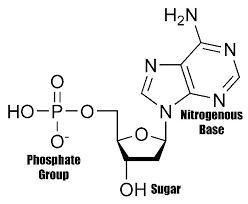 H₂N
N
N
N
N
O
HO
P
O
O⁻
O
Nitrogenous
Base
Phosphate
Group
OH
Sugar